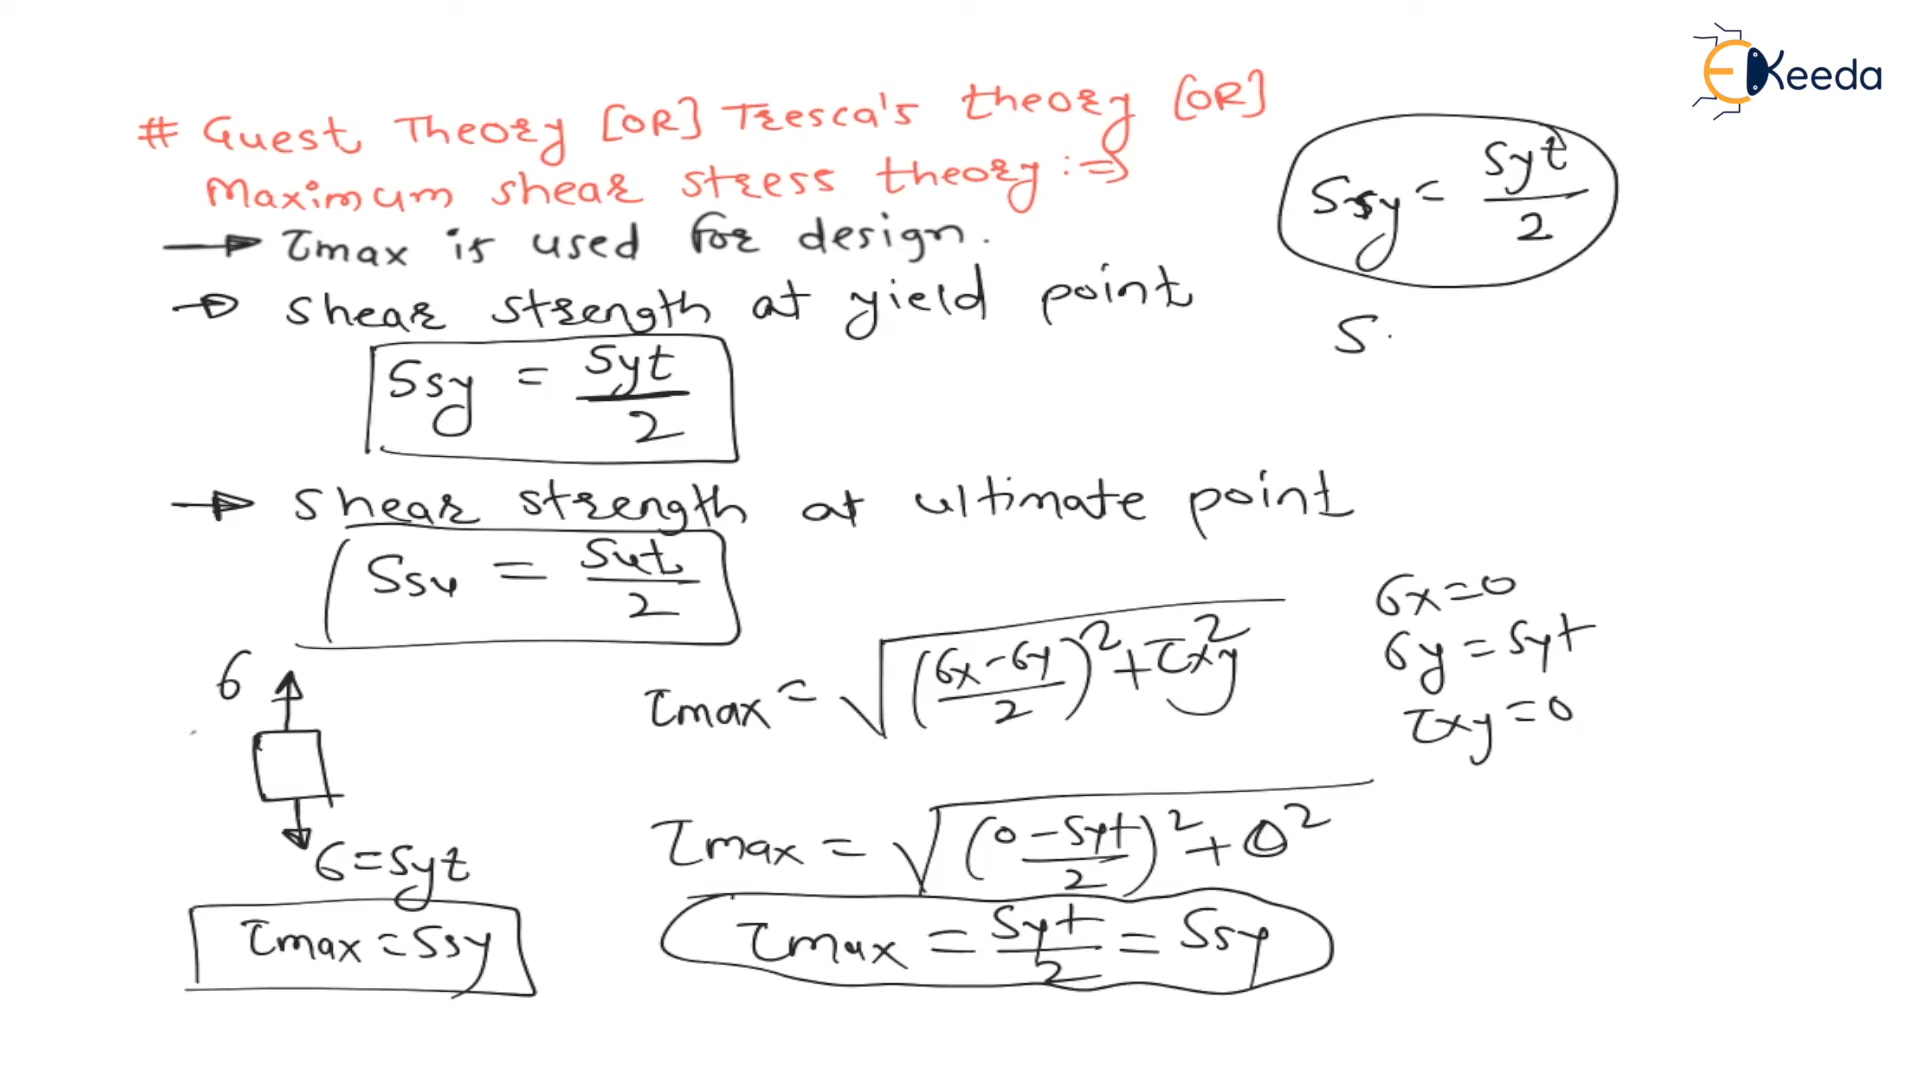 EKeeda
# Guest Theory [OR] Tresca's theory [OR]
Maximum shear stress theory :⇒
→ τmax is used for design.
→ shear strength at yield point
Ssy = Syt/2
→ shear strength at ultimate point
Ssu = Sut/2
Ssy = Syt/2
S.
σ
σ = Syt
τmax = Ssy
τmax = √((σx-σy)/2)² + τxy²
σx = 0
σy = Syt
τxy = 0
τmax = √((0-Syt)/2)² + 0²
τmax = Syt/2 = Ssy